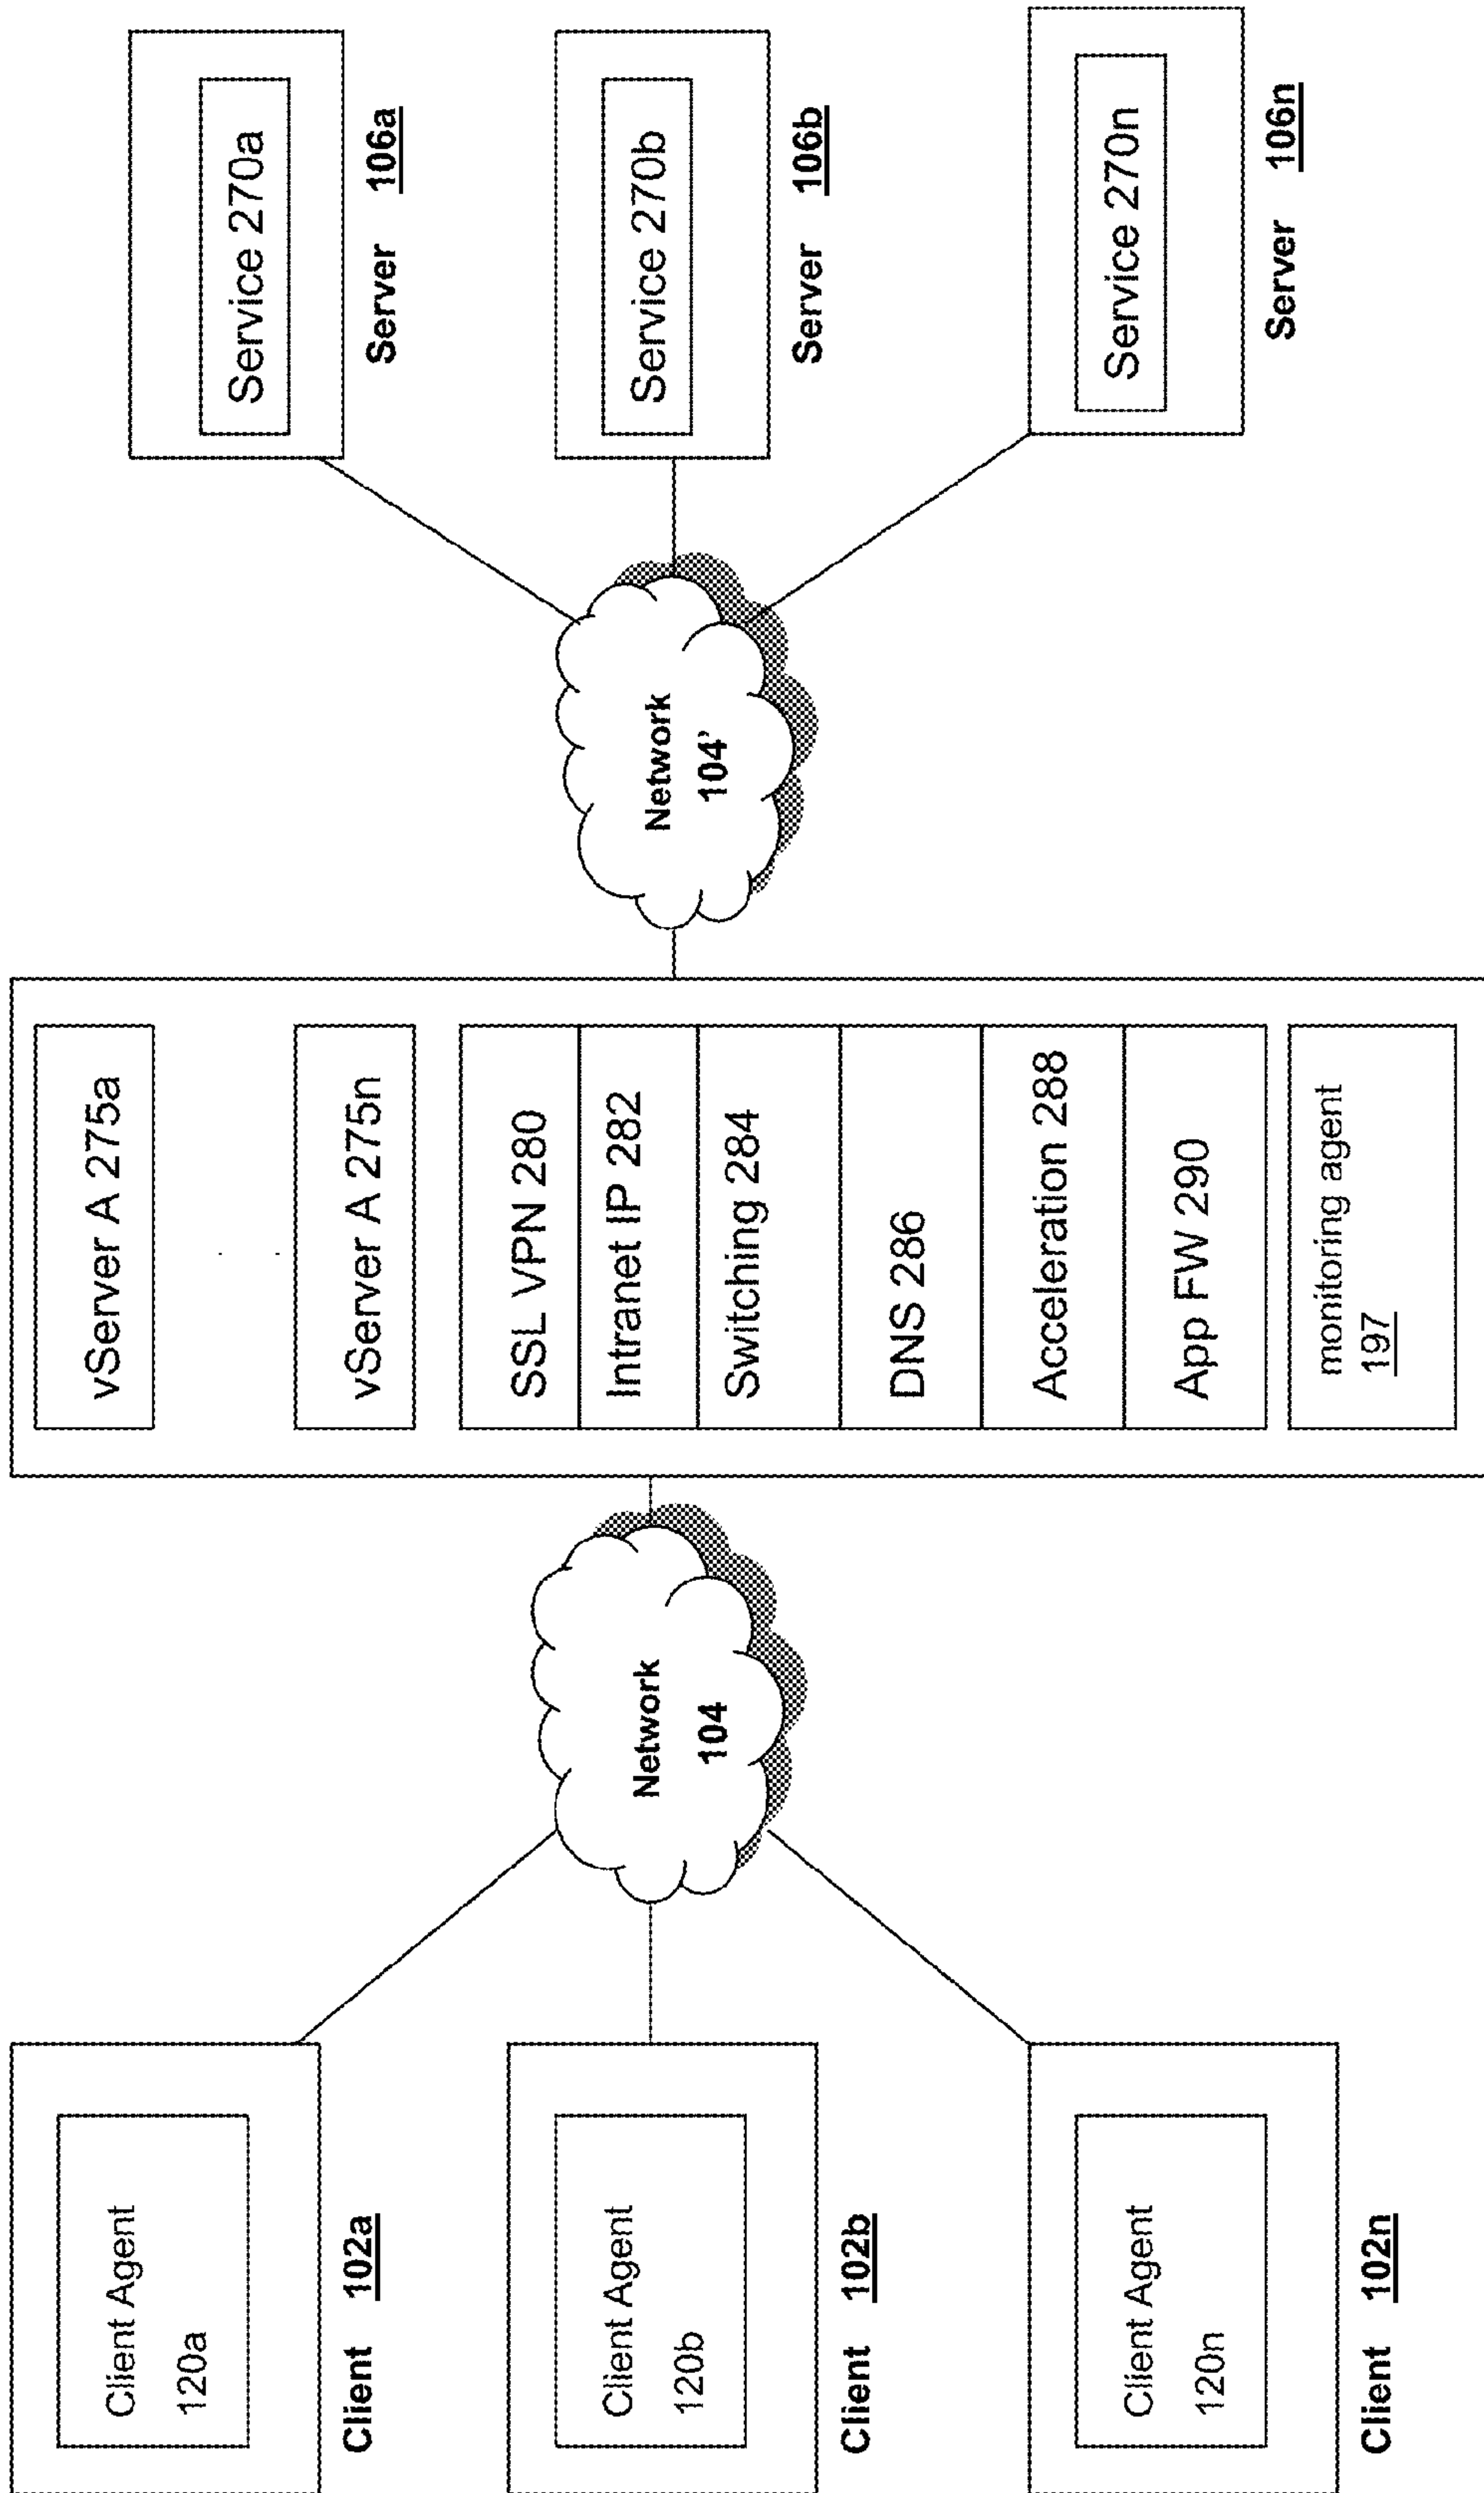 Client Agent
120a
Client 102a
Client Agent
120b
Client 102b
Client Agent
120n
Client 102n
Network
104
vServer A 275a
vServer A 275n
SSL VPN 280
Intranet IP 282
Switching 284
DNS 286
Acceleration 288
App FW 290
monitoring agent
197
Network
104'
Service 270a
Server 106a
Service 270b
Server 106b
Service 270n
Server 106n